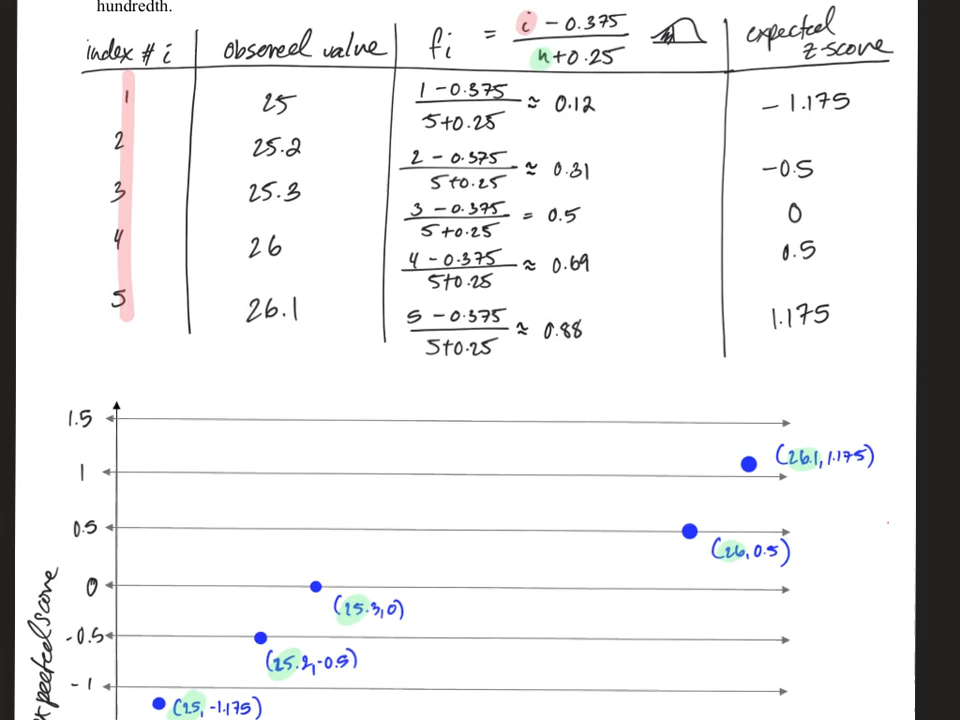 hundredth.
index # i observed value fi = i - 0.375 / n + 0.25 expected z-score
1 25 1 - 0.375 / 5 + 0.25 ≈ 0.12 - 1.175
2 25.2 2 - 0.375 / 5 + 0.25 ≈ 0.31 -0.5
3 25.3 3 - 0.375 / 5 + 0.25 = 0.5 0
4 26 4 - 0.375 / 5 + 0.25 ≈ 0.69 0.5
5 26.1 5 - 0.375 / 5 + 0.25 ≈ 0.88 1.175
1.5
1 (26.1, 1.175)
0.5 (26, 0.5)
0 (25.3, 0)
-0.5 (25.2, -0.5)
-1 (25, -1.175)